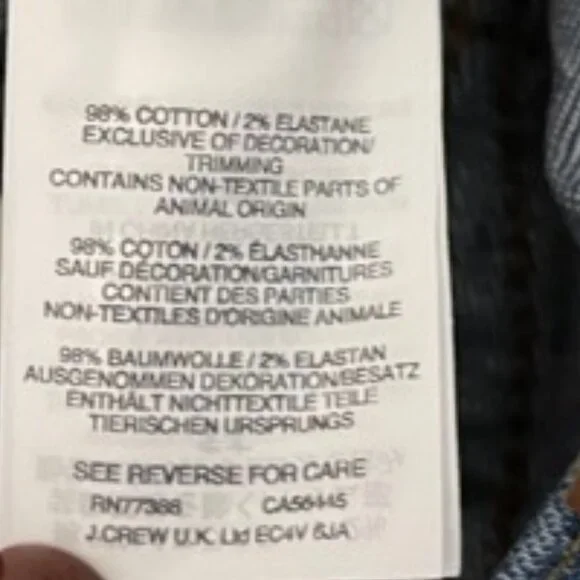 98% COTTON / 2% ELASTANE
EXCLUSIVE OF DECORATION/
TRIMMING
CONTAINS NON-TEXTILE PARTS OF
ANIMAL ORIGIN
98% COTON / 2% ÉLASTHANNE
SAUF DÉCORATION/GARNITURES
CONTIENT DES PARTIES
NON-TEXTILES D'ORIGINE ANIMALE
98% BAUMWOLLE / 2% ELASTAN
AUSGENOMMEN DEKORATION/BESATZ
ENTHÄLT NICHTTEXTILE TEILE
TIERISCHEN URSPRUNGS
SEE REVERSE FOR CARE
RN77388 CA56445
J.CREW U.K. Ltd EC4V 6JA